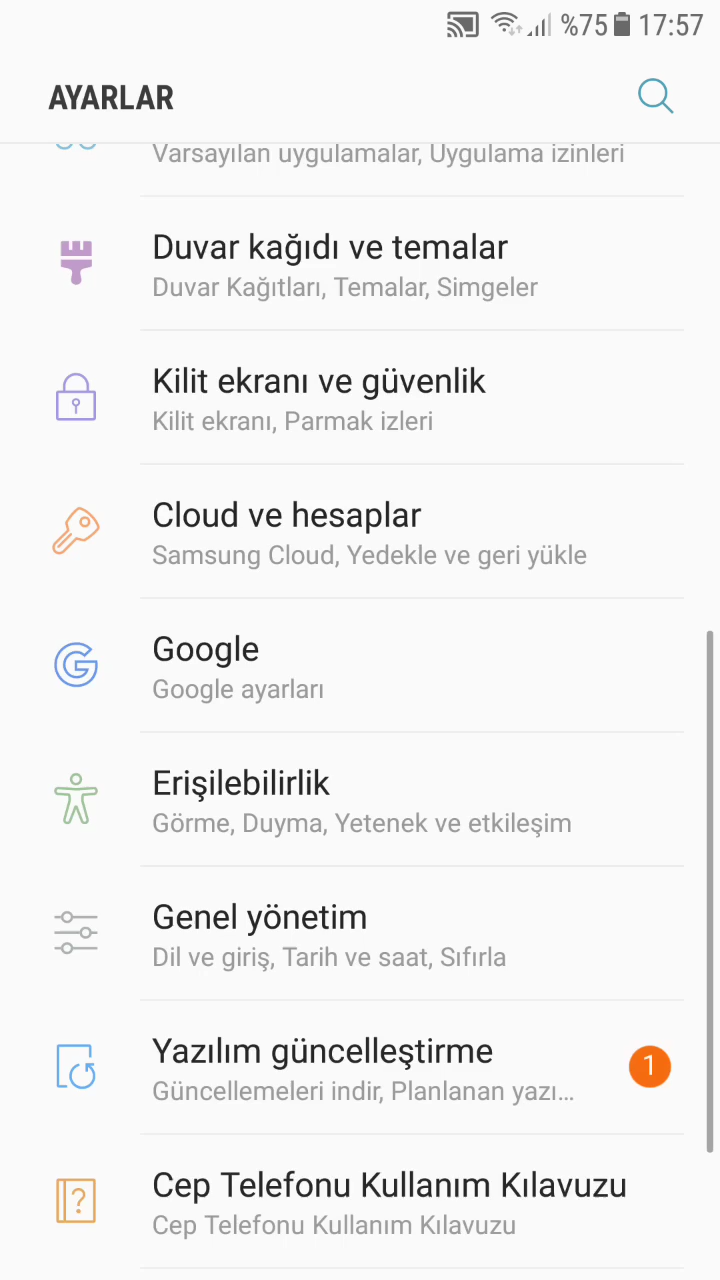 %75 17:57
AYARLAR
Varsayılan uygulamalar, Uygulama izinleri
Duvar kağıdı ve temalar
Duvar Kağıtları, Temalar, Simgeler
Kilit ekranı ve güvenlik
Kilit ekranı, Parmak izleri
Cloud ve hesaplar
Samsung Cloud, Yedekle ve geri yükle
Google
Google ayarları
Erişilebilirlik
Görme, Duyma, Yetenek ve etkileşim
Genel yönetim
Dil ve giriş, Tarih ve saat, Sıfırla
Yazılım güncelleştirme
1
Güncellemeleri indir, Planlanan yazı...
Cep Telefonu Kullanım Kılavuzu
Cep Telefonu Kullanım Kılavuzu